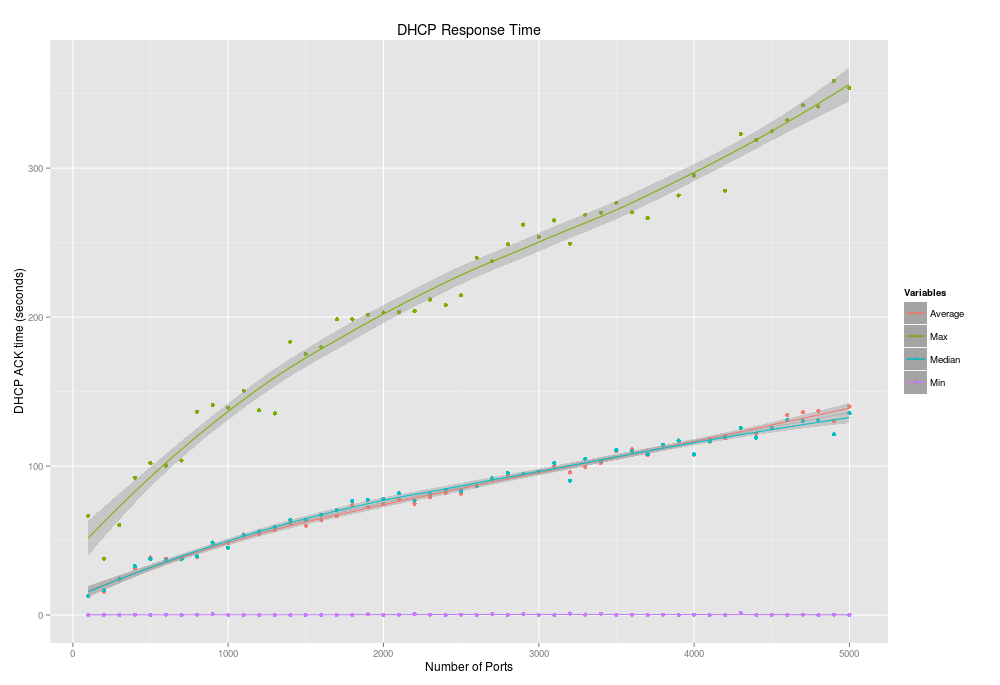 DHCP Response Time
DHCP ACK time (seconds)
300
200
100
0
0 1000 2000 3000 4000 5000
Number of Ports
Variables
Average
Max
Median
Min